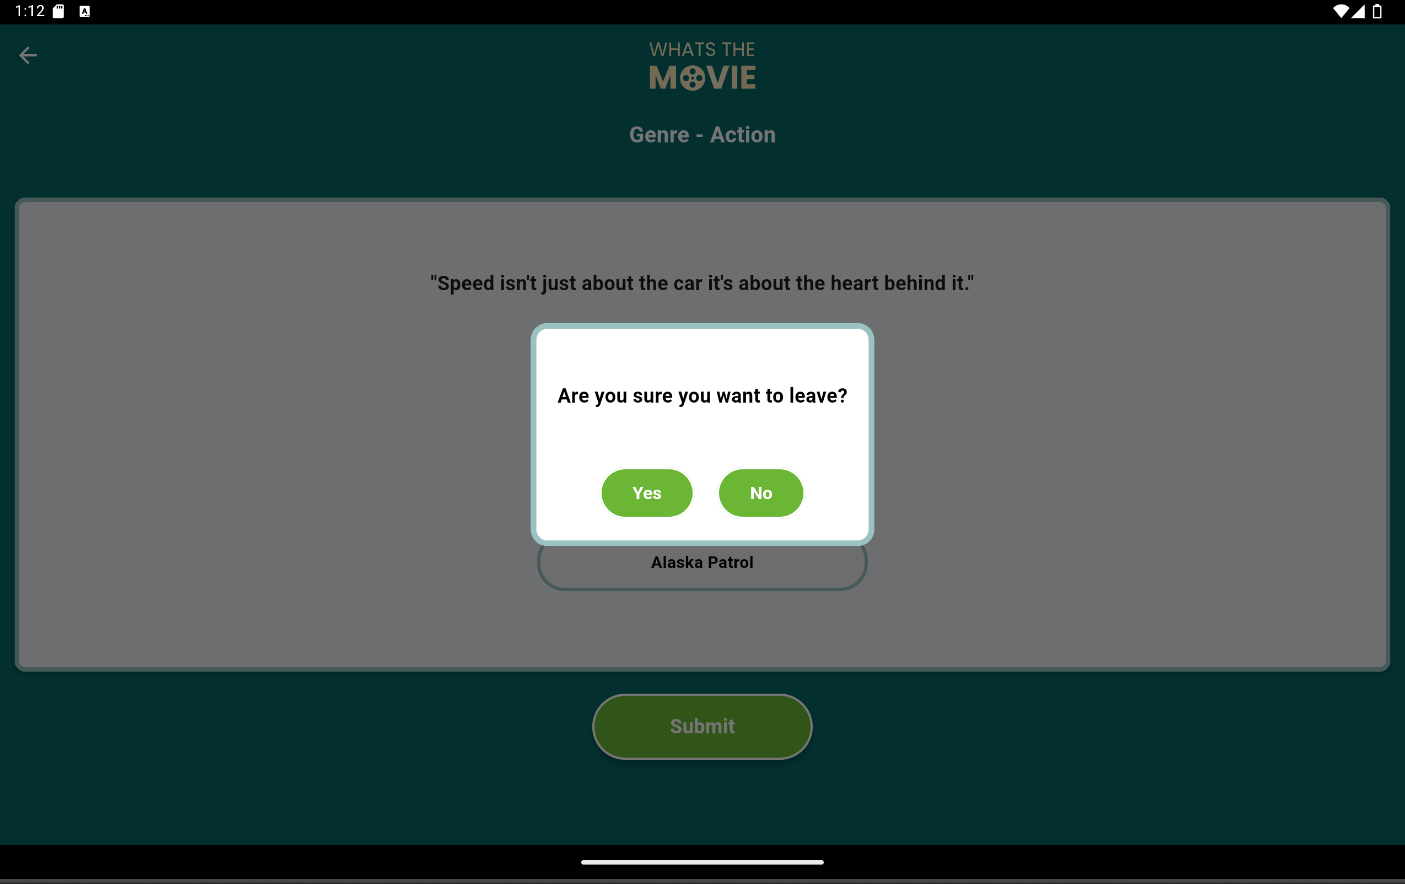 1:12
WHATS THE
MOVIE
Genre - Action
"Speed isn't just about the car it's about the heart behind it."
Are you sure you want to leave?
Yes No
Alaska Patrol
Submit